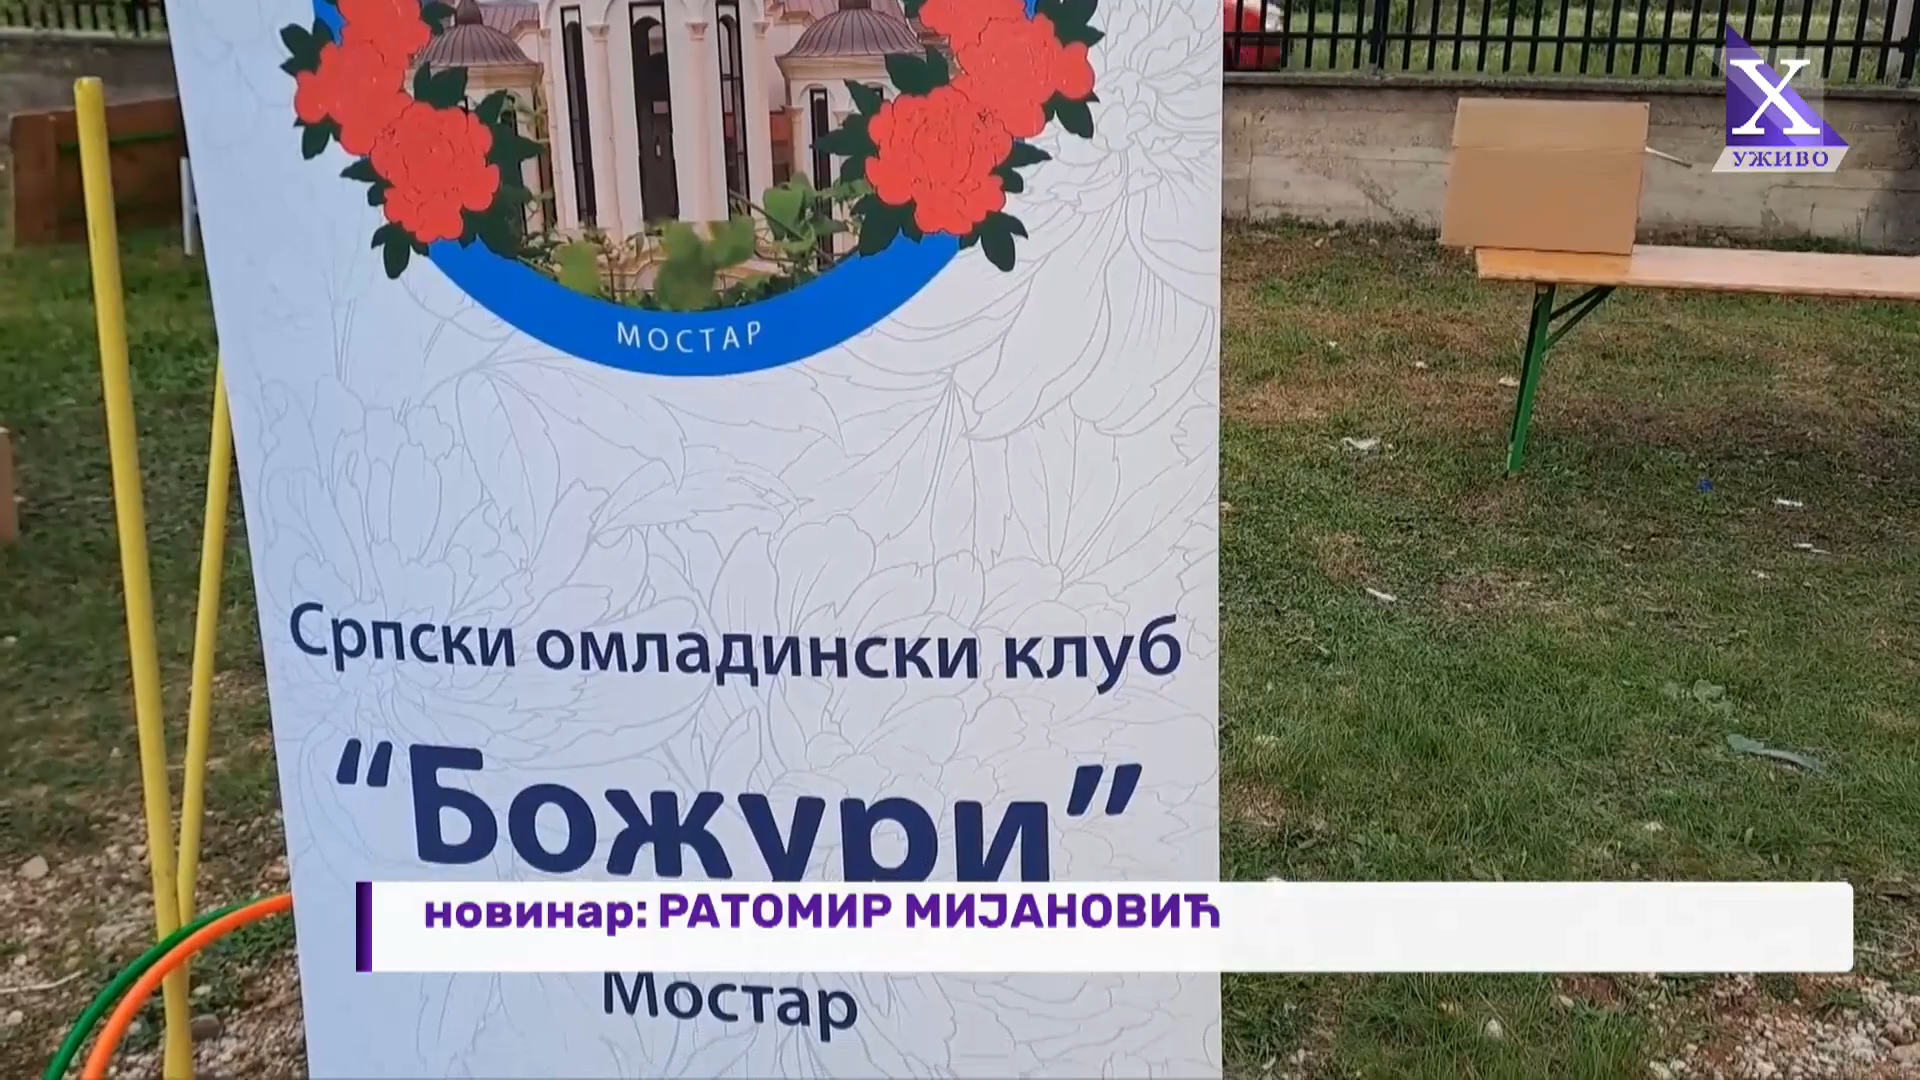 X
УЖИВО
МОСТАР
Српски омладински клуб
“Божури”
новинар: РАТОМИР МИЈАНОВИЋ
Мостар